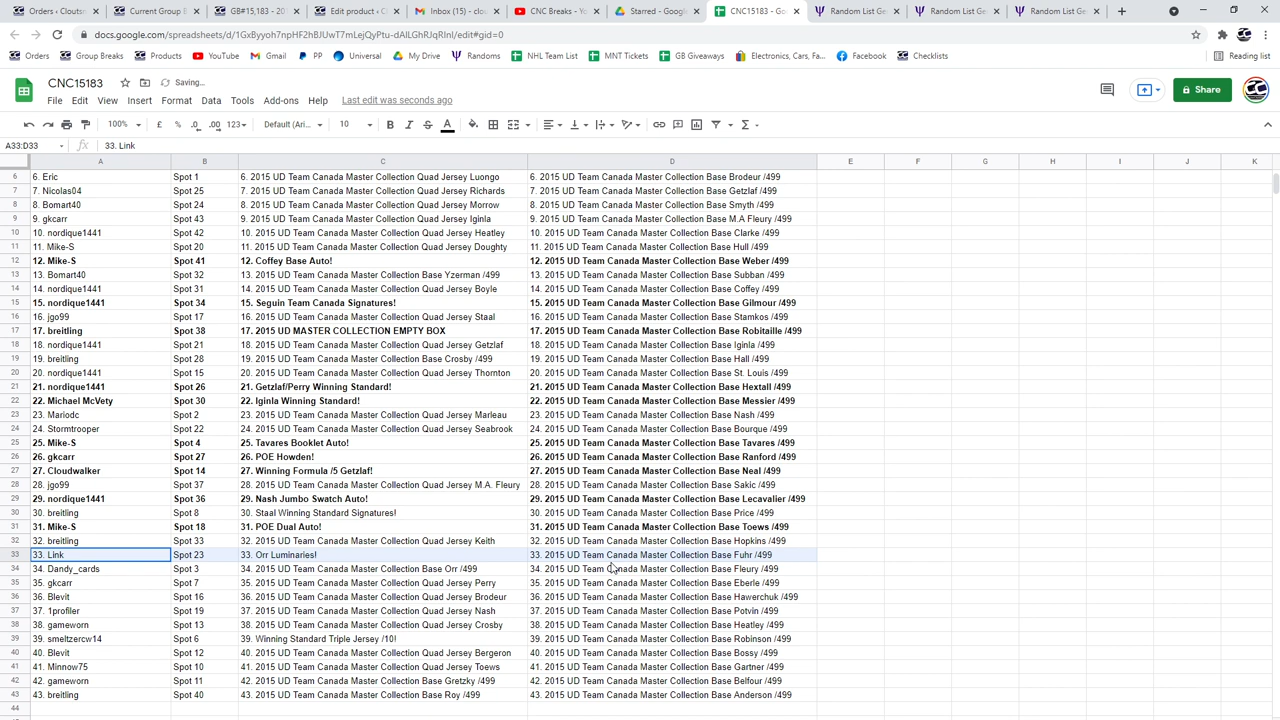 Orders ‹ Clouts
Current Group B
GB#15,183 - 20
Edit product ‹ C
Inbox (15) - clou
CNC Breaks - Yo
Starred - Google
CNC15183 - Go
Random List Ge
Random List Ge
Random List Ge
docs.google.com/spreadsheets/d/1GxByyoh7npHF2hBJUwT7mLejQyPtu-dAlLGhRJqRlnI/edit#gid=0
Orders GB's Products YouTube Gmail PP Universal My Drive Random NHL Team List MNT Tickets GB Giveaways Electronics, Cars, Fa... Facebook Checklists Reading list
CNC15183 Saving...
File Edit View Insert Format Data Tools Add-ons Help Last edit was seconds ago
Share
100% £ % .0 .00 123 Default (Ari... 10 B I S A
A33:D33 fx 33. Link
A B C D E F G H I J K
6 6. Eric Spot 1 6. 2015 UD Team Canada Master Collection Quad Jersey Luongo 6. 2015 UD Team Canada Master Collection Base Brodeur /499
7 7. Nicolas04 Spot 25 7. 2015 UD Team Canada Master Collection Quad Jersey Richards 7. 2015 UD Team Canada Master Collection Base Getzlaf /499
8 8. Bomart40 Spot 24 8. 2015 UD Team Canada Master Collection Quad Jersey Morrow 8. 2015 UD Team Canada Master Collection Base Smyth /499
9 9. gkcarr Spot 43 9. 2015 UD Team Canada Master Collection Quad Jersey Iginla 9. 2015 UD Team Canada Master Collection Base M.A Fleury /499
10 10. nordique1441 Spot 42 10. 2015 UD Team Canada Master Collection Quad Jersey Heatley 10. 2015 UD Team Canada Master Collection Base Clarke /499
11 11. Mike-S Spot 20 11. 2015 UD Team Canada Master Collection Quad Jersey Doughty 11. 2015 UD Team Canada Master Collection Base Hull /499
12 12. Mike-S Spot 41 12. Coffey Base Auto! 12. 2015 UD Team Canada Master Collection Base Weber /499
13 13. Bomart40 Spot 32 13. 2015 UD Team Canada Master Collection Base Yzerman /499 13. 2015 UD Team Canada Master Collection Base Subban /499
14 14. nordique1441 Spot 31 14. 2015 UD Team Canada Master Collection Quad Jersey Boyle 14. 2015 UD Team Canada Master Collection Base Coffey /499
15 15. nordique1441 Spot 34 15. Seguin Team Canada Signatures! 15. 2015 UD Team Canada Master Collection Base Gilmour /499
16 16. jgo99 Spot 17 16. 2015 UD Team Canada Master Collection Quad Jersey Staal 16. 2015 UD Team Canada Master Collection Base Stamkos /499
17 17. breitling Spot 38 17. 2015 UD MASTER COLLECTION EMPTY BOX 17. 2015 UD Team Canada Master Collection Base Robitaille /499
18 18. nordique1441 Spot 21 18. 2015 UD Team Canada Master Collection Quad Jersey Getzlaf 18. 2015 UD Team Canada Master Collection Base Iginla /499
19 19. breitling Spot 28 19. 2015 UD Team Canada Master Collection Base Crosby /499 19. 2015 UD Team Canada Master Collection Base Hall /499
20 20. nordique1441 Spot 15 20. 2015 UD Team Canada Master Collection Quad Jersey Thornton 20. 2015 UD Team Canada Master Collection Base St. Louis /499
21 21. nordique1441 Spot 26 21. Getzlaf/Perry Winning Standard! 21. 2015 UD Team Canada Master Collection Base Hextall /499
22 22. Michael McVety Spot 30 22. Iginla Winning Standard! 22. 2015 UD Team Canada Master Collection Base Messier /499
23 23. Mariodc Spot 2 23. 2015 UD Team Canada Master Collection Quad Jersey Marleau 23. 2015 UD Team Canada Master Collection Base Nash /499
24 24. Stormtrooper Spot 22 24. 2015 UD Team Canada Master Collection Quad Jersey Seabrook 24. 2015 UD Team Canada Master Collection Base Bourque /499
25 25. Mike-S Spot 4 25. Tavares Booklet Auto! 25. 2015 UD Team Canada Master Collection Base Tavares /499
26 26. gkcarr Spot 27 26. POE Howden! 26. 2015 UD Team Canada Master Collection Base Ranford /499
27 27. Cloudwalker Spot 14 27. Winning Formula /5 Getzlaf! 27. 2015 UD Team Canada Master Collection Base Neal /499
28 28. jgo99 Spot 37 28. 2015 UD Team Canada Master Collection Quad Jersey M.A. Fleury 28. 2015 UD Team Canada Master Collection Base Sakic /499
29 29. nordique1441 Spot 36 29. Nash Jumbo Swatch Auto! 29. 2015 UD Team Canada Master Collection Base Lecavalier /499
30 30. breitling Spot 8 30. Staal Winning Standard Signatures! 30. 2015 UD Team Canada Master Collection Base Price /499
31 31. Mike-S Spot 18 31. POE Dual Auto! 31. 2015 UD Team Canada Master Collection Base Toews /499
32 32. breitling Spot 33 32. 2015 UD Team Canada Master Collection Quad Jersey Keith 32. 2015 UD Team Canada Master Collection Base Hopkins /499
33 33. Link Spot 23 33. Orr Luminaries! 33. 2015 UD Team Canada Master Collection Base Fuhr /499
34 34. Dandy_cards Spot 3 34. 2015 UD Team Canada Master Collection Base Orr /499 34. 2015 UD Team Canada Master Collection Base Fleury /499
35 35. gkcarr Spot 7 35. 2015 UD Team Canada Master Collection Quad Jersey Perry 35. 2015 UD Team Canada Master Collection Base Eberle /499
36 36. Blevit Spot 16 36. 2015 UD Team Canada Master Collection Quad Jersey Brodeur 36. 2015 UD Team Canada Master Collection Base Hawerchuk /499
37 37. 1profiler Spot 19 37. 2015 UD Team Canada Master Collection Quad Jersey Nash 37. 2015 UD Team Canada Master Collection Base Potvin /499
38 38. gameworn Spot 13 38. 2015 UD Team Canada Master Collection Quad Jersey Crosby 38. 2015 UD Team Canada Master Collection Base Heatley /499
39 39. smeltzercw14 Spot 6 39. Winning Standard Triple Jersey /10! 39. 2015 UD Team Canada Master Collection Base Robinson /499
40 40. Blevit Spot 12 40. 2015 UD Team Canada Master Collection Quad Jersey Bergeron 40. 2015 UD Team Canada Master Collection Base Bossy /499
41 41. Minnow75 Spot 10 41. 2015 UD Team Canada Master Collection Quad Jersey Toews 41. 2015 UD Team Canada Master Collection Base Gartner /499
42 42. gameworn Spot 11 42. 2015 UD Team Canada Master Collection Base Gretzky /499 42. 2015 UD Team Canada Master Collection Base Belfour /499
43 43. breitling Spot 40 43. 2015 UD Team Canada Master Collection Base Roy /499 43. 2015 UD Team Canada Master Collection Base Anderson /499
44